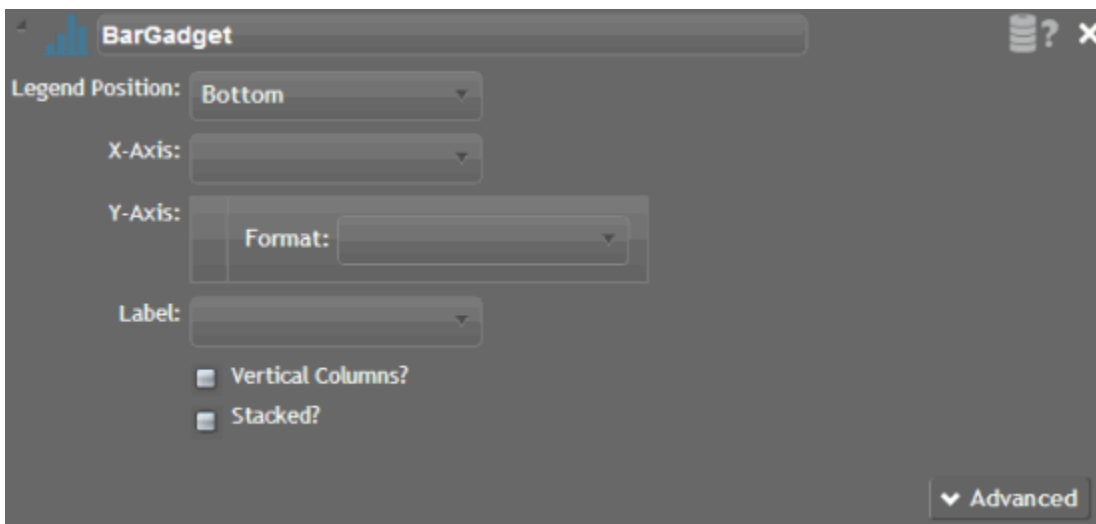 BarGadget ?
Legend Position: Bottom
X-Axis:
Y-Axis:
Format:
Label:
Vertical Columns?
Stacked?
Advanced